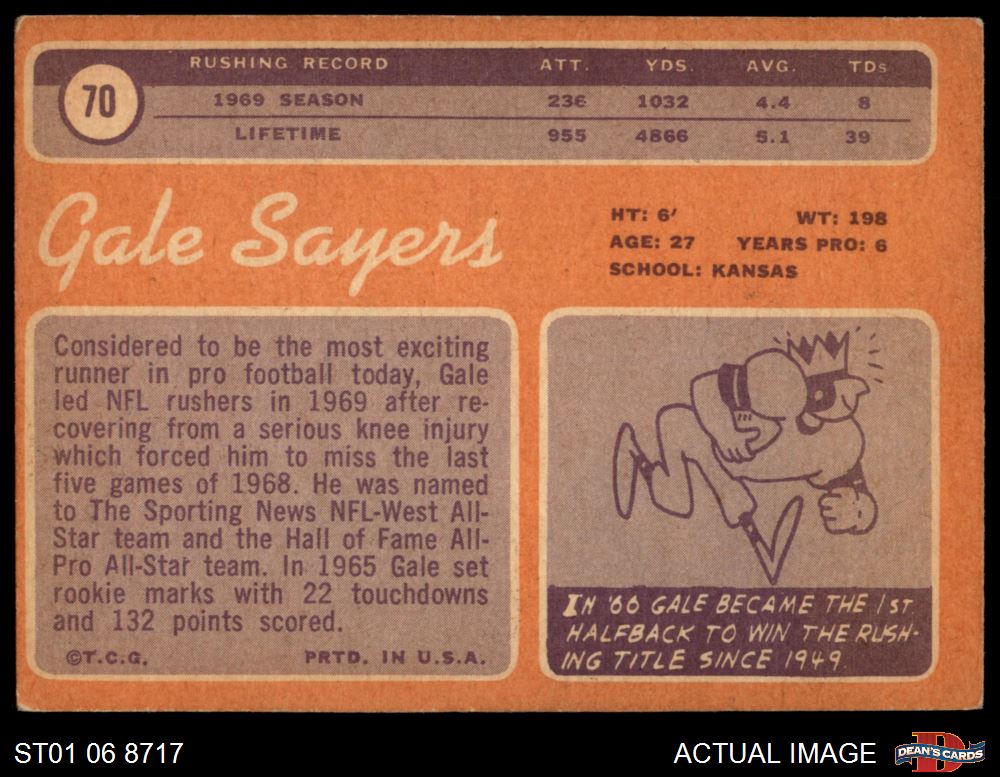 70
RUSHING RECORD ATT. YDS. AVG. TDs
1969 SEASON 236 1032 4.4 8
LIFETIME 955 4866 5.1 39
Gale Sayers
HT: 6' WT: 198
AGE: 27 YEARS PRO: 6
SCHOOL: KANSAS
Considered to be the most exciting
runner in pro football today, Gale
led NFL rushers in 1969 after re-
covering from a serious knee injury
which forced him to miss the last
five games of 1968. He was named
to The Sporting News NFL-West All-
Star team and the Hall of Fame All-
Pro All-Star team. In 1965 Gale set
rookie marks with 22 touchdowns
and 132 points scored.
©T.C.G. PRTD. IN U.S.A.
IN '66 GALE BECAME THE 1ST
HALFBACK TO WIN THE RUSH-
ING TITLE SINCE 1949.
ST01 06 8717
ACTUAL IMAGE
D
DEAN'S CARDS